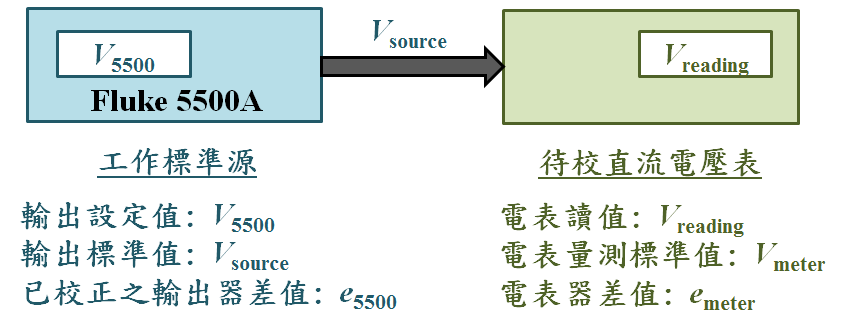 V5500
Fluke 5500A
Vsource
Vreading
工作標準源
輸出設定值: V5500
輸出標準值: Vsource
已校正之輸出器差值: e5500
待校直流電壓表
電表讀值: Vreading
電表量測標準值: Vmeter
電表器差值: emeter